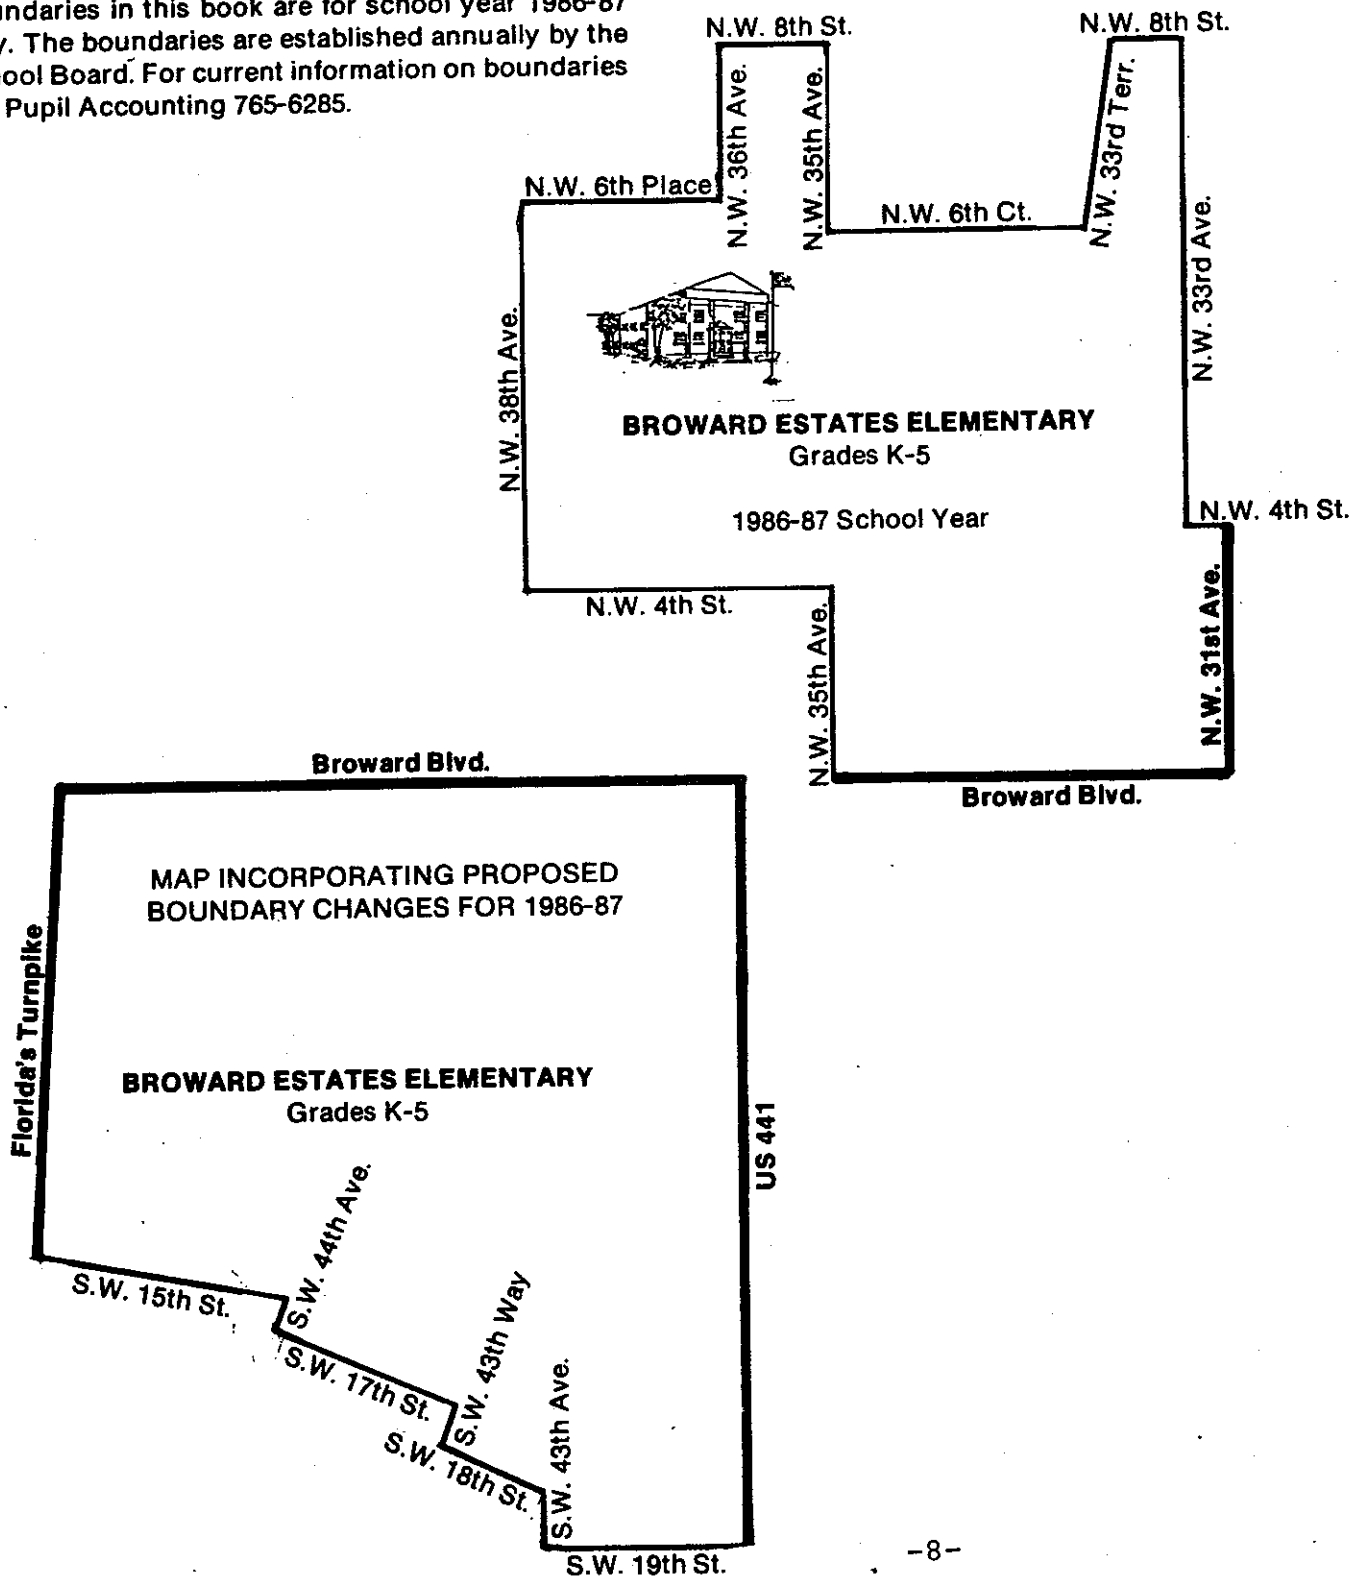 ndaries in this book are for school year 1986-87
y. The boundaries are established annually by the
ool Board. For current information on boundaries
Pupil Accounting 765-6285.
N.W. 8th St.
N.W. 8th St.
N.W. 36th Ave.
N.W. 35th Ave.
N.W. 33rd Terr.
N.W. 6th Place
N.W. 6th Ct.
N.W. 33rd Ave.
N.W. 38th Ave.
BROWARD ESTATES ELEMENTARY
Grades K-5
1986-87 School Year
N.W. 4th St.
N.W. 4th St.
N.W. 35th Ave.
N.W. 31st Ave.
Broward Blvd.
Broward Blvd.
MAP INCORPORATING PROPOSED
BOUNDARY CHANGES FOR 1986-87
Florida's Turnpike
BROWARD ESTATES ELEMENTARY
Grades K-5
US 441
S.W. 15th St.
S.W. 44th Ave.
S.W. 17th St.
S.W. 43th Way
S.W. 18th St.
S.W. 43th Ave.
S.W. 19th St.
-8-